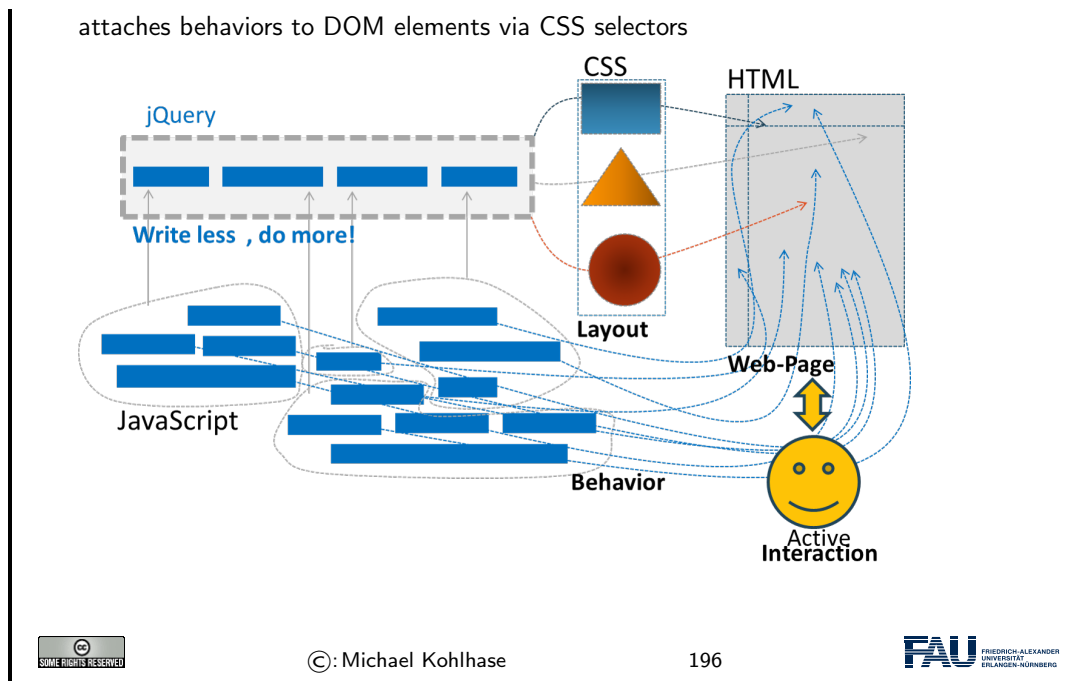 attaches behaviors to DOM elements via CSS selectors
CSS
HTML
jQuery
Write less , do more!
Layout
Web-Page
JavaScript
Behavior
Active
Interaction
cc
SOME RIGHTS RESERVED
©: Michael Kohlhase
196
FAU
FRIEDRICH-ALEXANDER
UNIVERSITÄT
ERLANGEN-NÜRNBERG